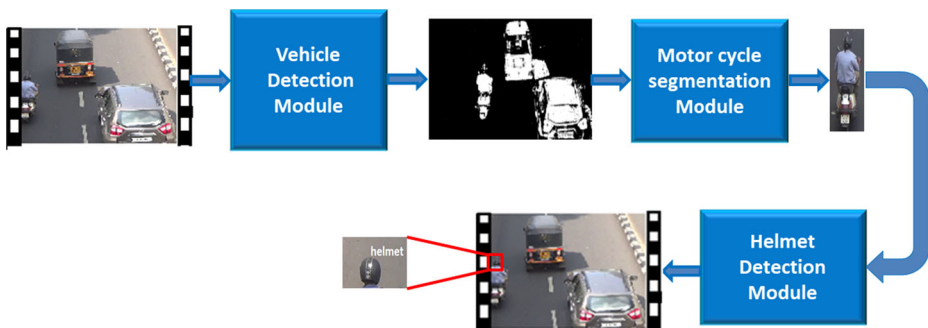 Vehicle
Detection
Module
Motor cycle
segmentation
Module
helmet
Helmet
Detection
Module